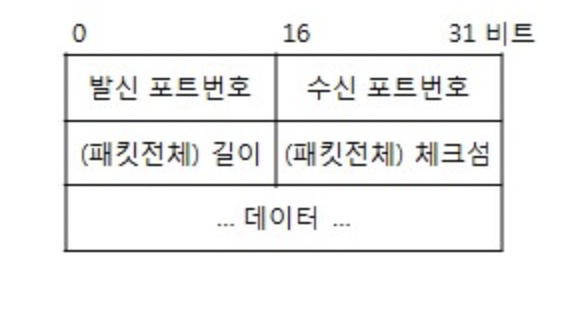 0 16 31 비트
발신 포트번호 수신 포트번호
(패킷전체) 길이 (패킷전체) 체크섬
... 데이터 ...